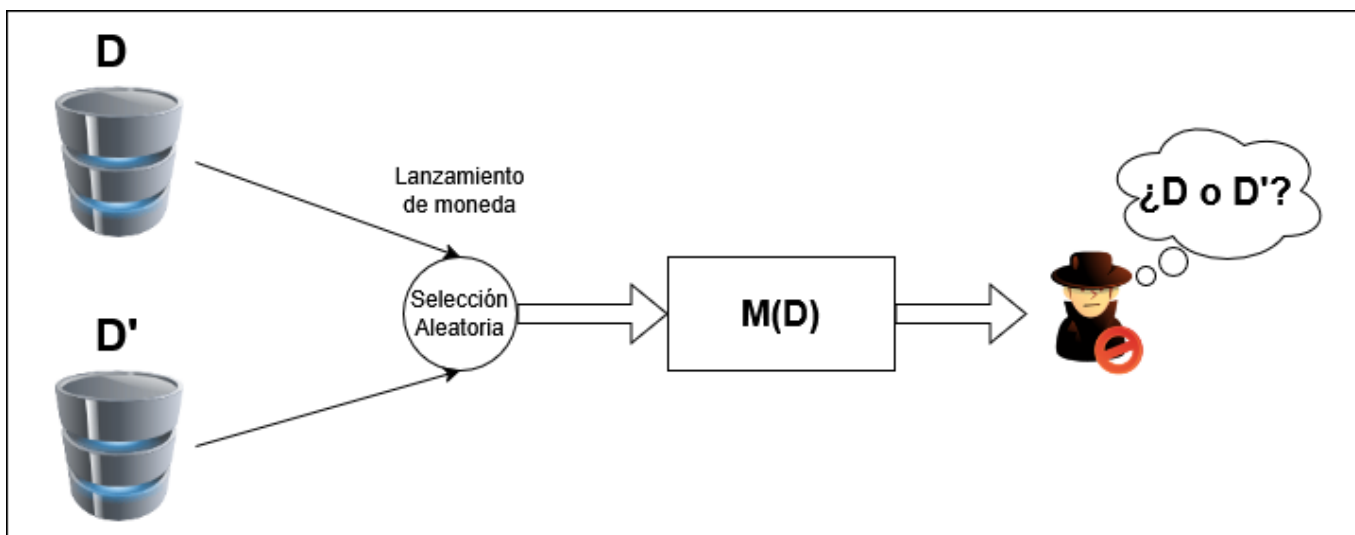 D
Lanzamiento
de moneda
¿D o D'?
Selección
Aleatoria
M(D)
D'